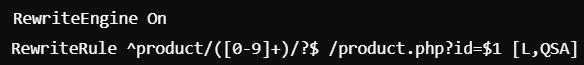 RewriteEngine On
RewriteRule ^product/([0-9]+)/?$ /product.php?id=$1 [L,QSA]